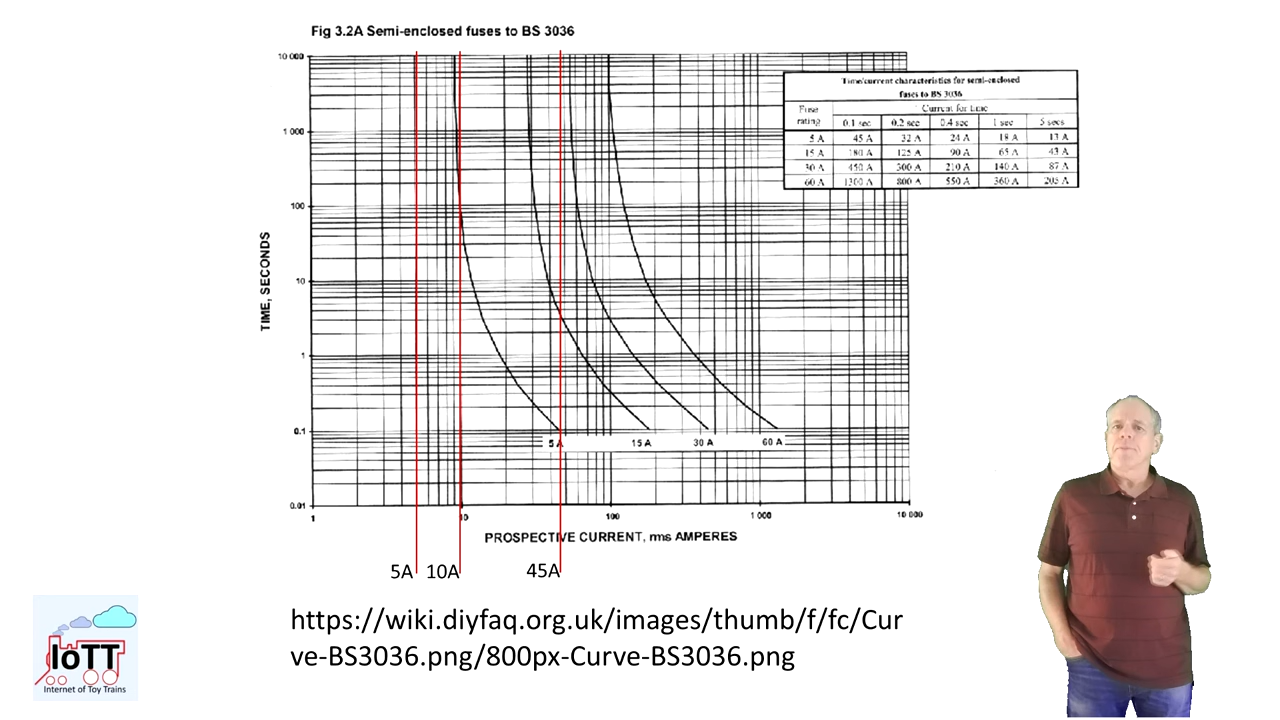 Fig 3.2A Semi-enclosed fuses to BS 3036
10 000
1 000
100
10
1
0.1
0.01
TIME, SECONDS
1
10
100
1 000
10 000
PROSPECTIVE CURRENT, rms AMPERES
5 A
15 A
30 A
60 A
Time/current characteristics for semi-enclosed
fuses to BS 3036
Fuse rating Current for time
0.1 sec 0.2 sec 0.4 sec 1 sec 5 secs
5 A 45 A 32 A 24 A 18 A 13 A
15 A 180 A 125 A 90 A 65 A 43 A
30 A 450 A 300 A 210 A 140 A 87 A
60 A 1300 A 800 A 550 A 360 A 205 A
5A 10A 45A
https://wiki.diyfaq.org.uk/images/thumb/f/fc/Cur
ve-BS3036.png/800px-Curve-BS3036.png
IoTT
Internet of Toy Trains